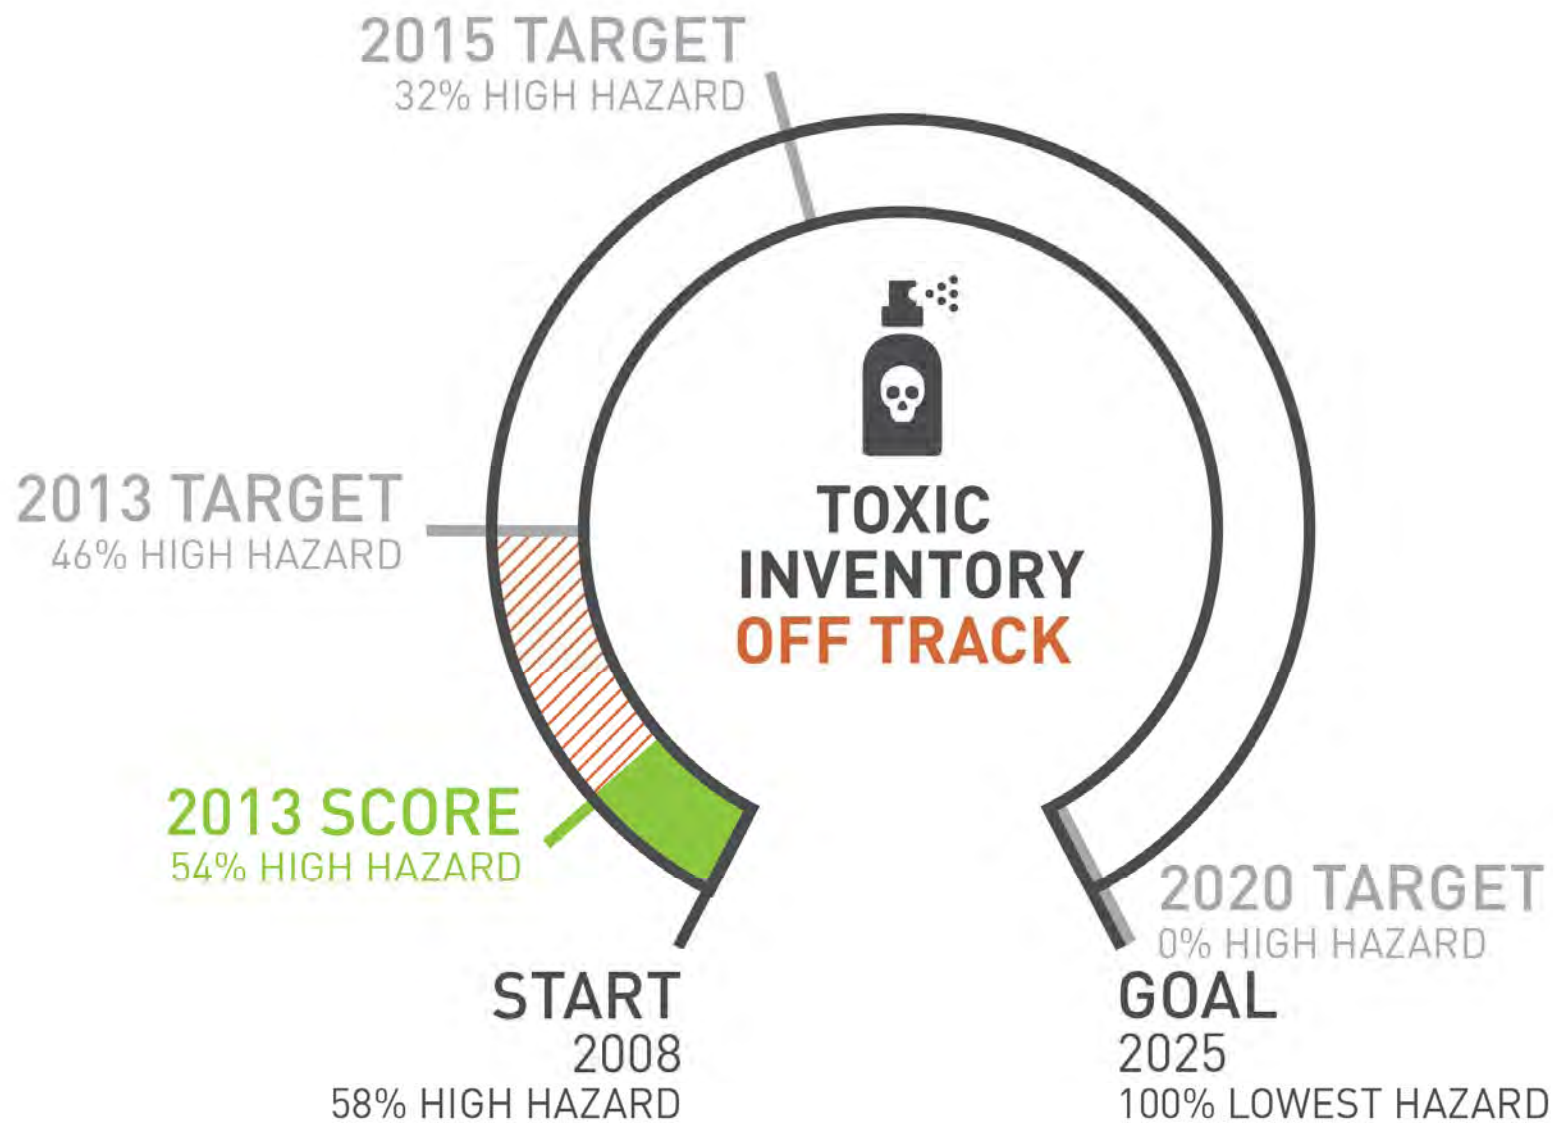 2015 TARGET
32% HIGH HAZARD
2013 TARGET
46% HIGH HAZARD
TOXIC
INVENTORY
OFF TRACK
2013 SCORE
54% HIGH HAZARD
2020 TARGET
0% HIGH HAZARD
START
2008
58% HIGH HAZARD
GOAL
2025
100% LOWEST HAZARD